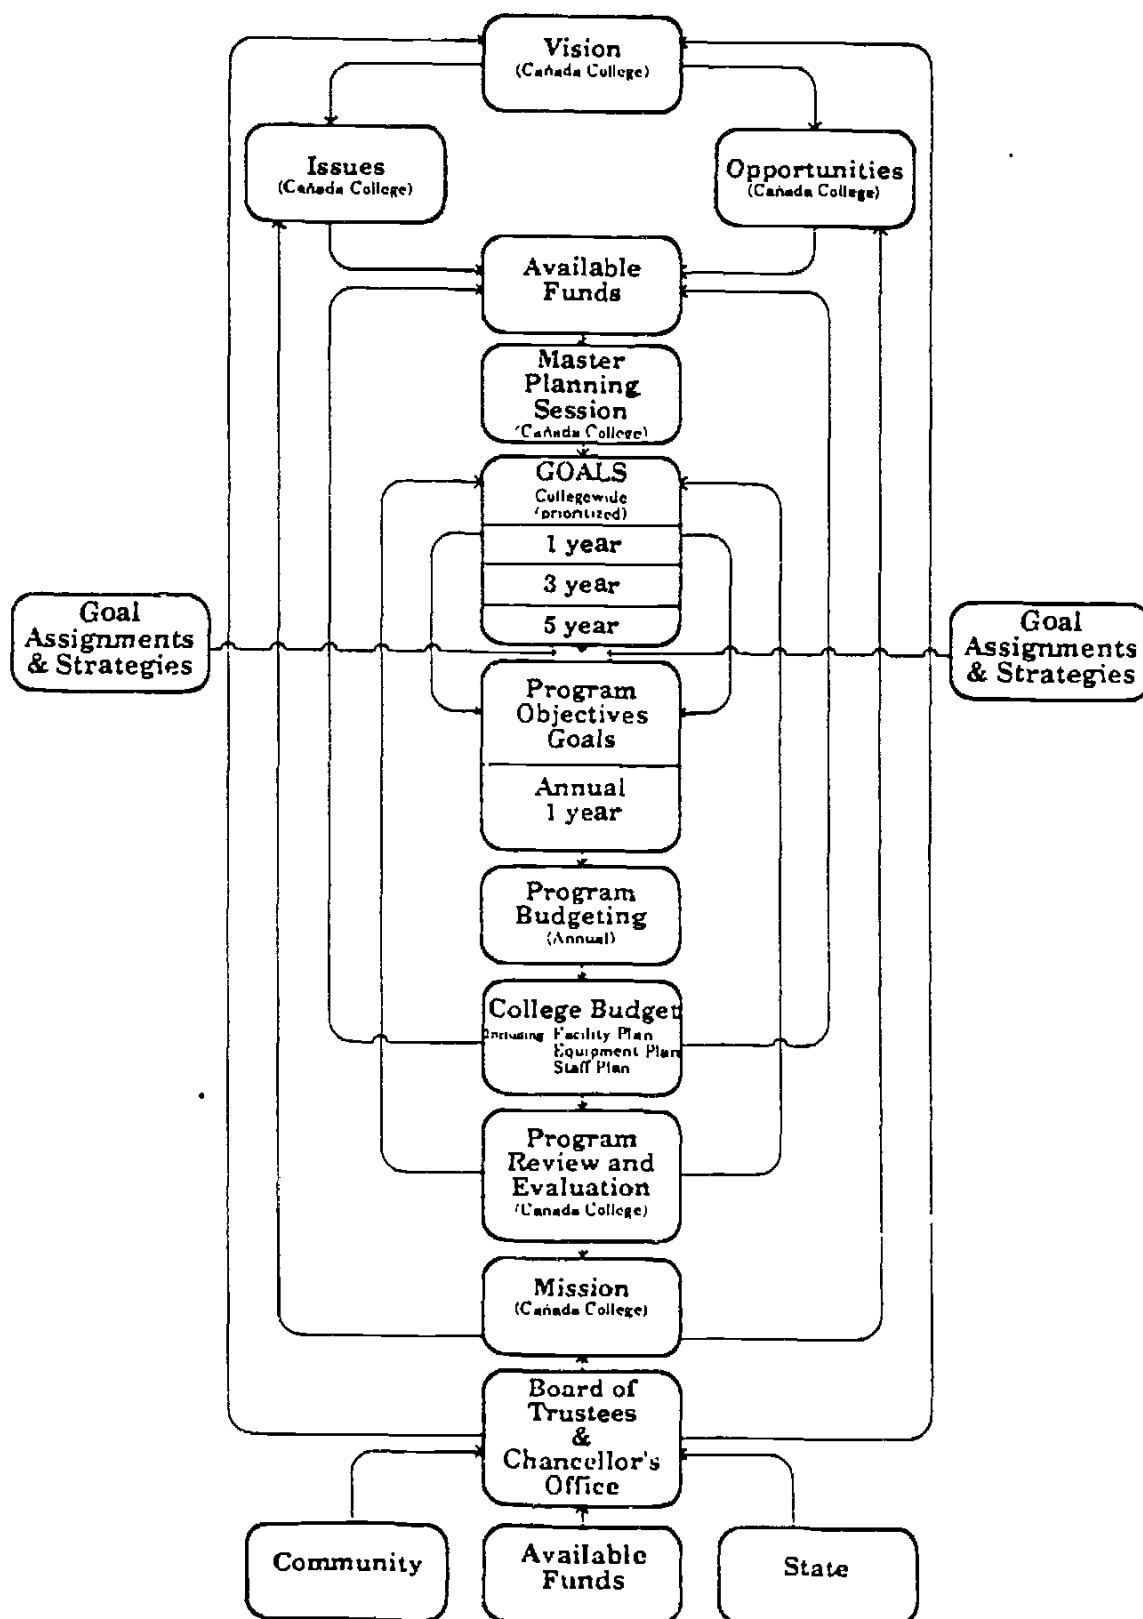 Vision
(Cañada College)
Issues
(Cañada College)
Opportunities
(Cañada College)
Available
Funds
Master
Planning
Session
(Cañada College)
GOALS
Collegewide
(prioritized)
1 year
3 year
5 year
Goal
Assignments
& Strategies
Goal
Assignments
& Strategies
Program
Objectives
Goals
Annual
1 year
Program
Budgeting
(Annual)
College Budget
Including Facility Plan
Equipment Plan
Staff Plan
Program
Review and
Evaluation
(Canada College)
Mission
(Cañada College)
Board of
Trustees
&
Chancellor's
Office
Community
Available
Funds
State